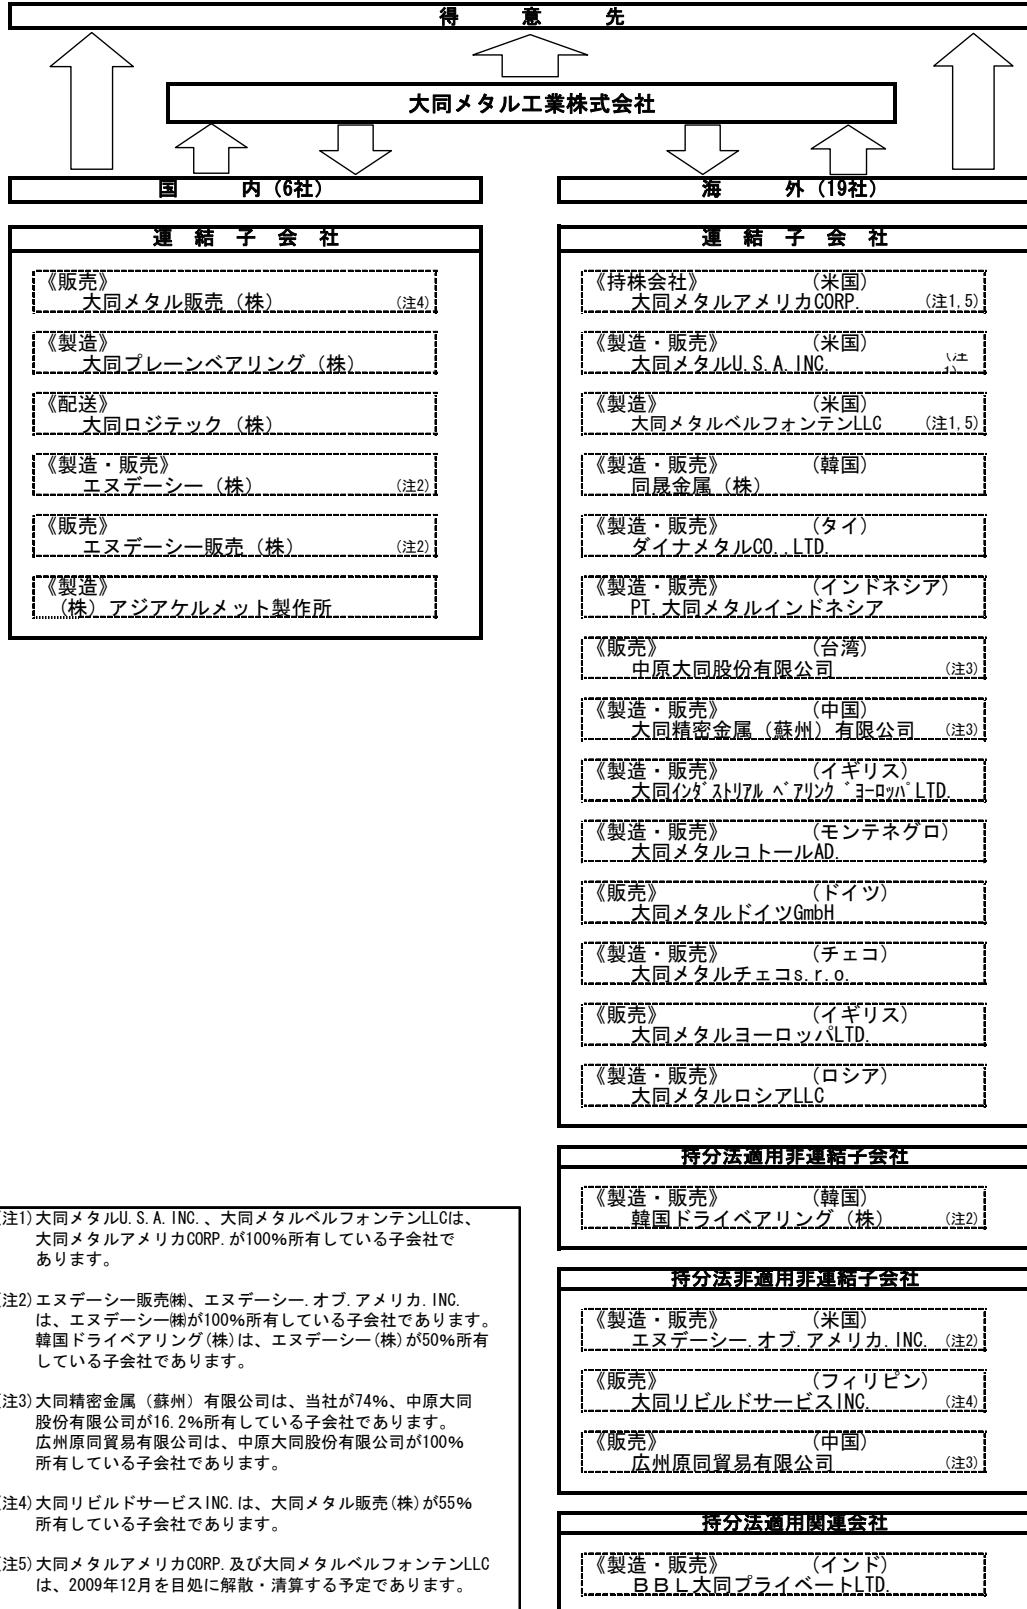 得 意 先
大同メタル工業株式会社
国 内 (6社)
連 結 子 会 社
《販売》
大同メタル販売（株） (注4)
《製造》
大同プレーンベアリング（株）
《配送》
大同ロジテック（株）
《製造・販売》
エヌデーシー（株） (注2)
《販売》
エヌデーシー販売（株） (注2)
《製造》
（株）アジアケルメット製作所
海 外 (19社)
連 結 子 会 社
《持株会社》 （米国）
大同メタルアメリカCORP. (注1,5)
《製造・販売》 （米国）
大同メタルU.S.A.INC.
《製造》 （米国）
大同メタルベルフォンテンLLC (注1,5)
《製造・販売》 （韓国）
同晟金属（株）
《製造・販売》 （タイ）
ダイナメタルCO.,LTD.
《製造・販売》 （インドネシア）
PT.大同メタルインドネシア
《販売》 （台湾）
中原大同股份有限公司 (注3)
《製造・販売》 （中国）
大同精密金属（蘇州）有限公司 (注3)
《製造・販売》 （イギリス）
大同ｲﾝﾀﾞｽﾄﾘｱﾙ ﾍﾞｱﾘﾝｸﾞ ﾖｰﾛｯﾊﾟLTD.
《製造・販売》 （モンテネグロ）
大同メタルコトールAD.
《販売》 （ドイツ）
大同メタルドイツGmbH
《製造・販売》 （チェコ）
大同メタルチェコs.r.o.
《販売》 （イギリス）
大同メタルヨーロッパLTD.
《製造・販売》 （ロシア）
大同メタルロシアLLC
持分法適用非連結子会社
《製造・販売》 （韓国）
韓国ドライベアリング（株） (注2)
持分法非適用非連結子会社
《製造・販売》 （米国）
エヌデーシー.オブ.アメリカ.INC. (注2)
《販売》 （フィリピン）
大同リビルドサービスINC. (注4)
《販売》 （中国）
広州原同貿易有限公司 (注3)
持分法適用関連会社
《製造・販売》 （インド）
ＢＢＬ大同プライベートLTD.
(注1)大同メタルU.S.A.INC.、大同メタルベルフォンテンLLCは、
大同メタルアメリカCORP.が100%所有している子会社で
あります。
(注2)エヌデーシー販売㈱、エヌデーシー.オブ.アメリカ.INC.
は、エヌデーシー㈱が100%所有している子会社であります。
韓国ドライベアリング(株)は、エヌデーシー(株)が50%所有
している子会社であります。
(注3)大同精密金属（蘇州）有限公司は、当社が74%、中原大同
股份有限公司が16.2%所有している子会社であります。
広州原同貿易有限公司は、中原大同股份有限公司が100%
所有している子会社であります。
(注4)大同リビルドサービスINC.は、大同メタル販売(株)が55%
所有している子会社であります。
(注5)大同メタルアメリカCORP.及び大同メタルベルフォンテンLLC
は、2009年12月を目処に解散・清算する予定であります。